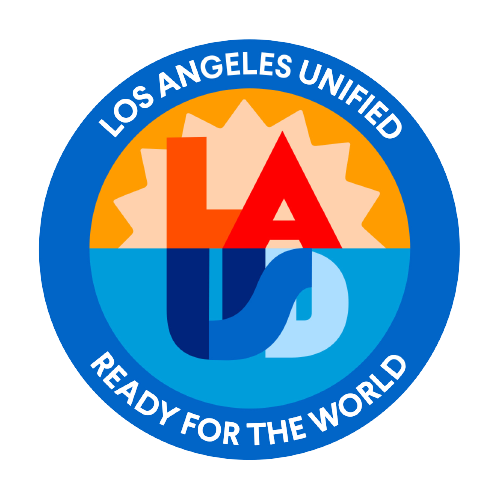 LOS ANGELES UNIFIED
LA
USD
READY FOR THE WORLD